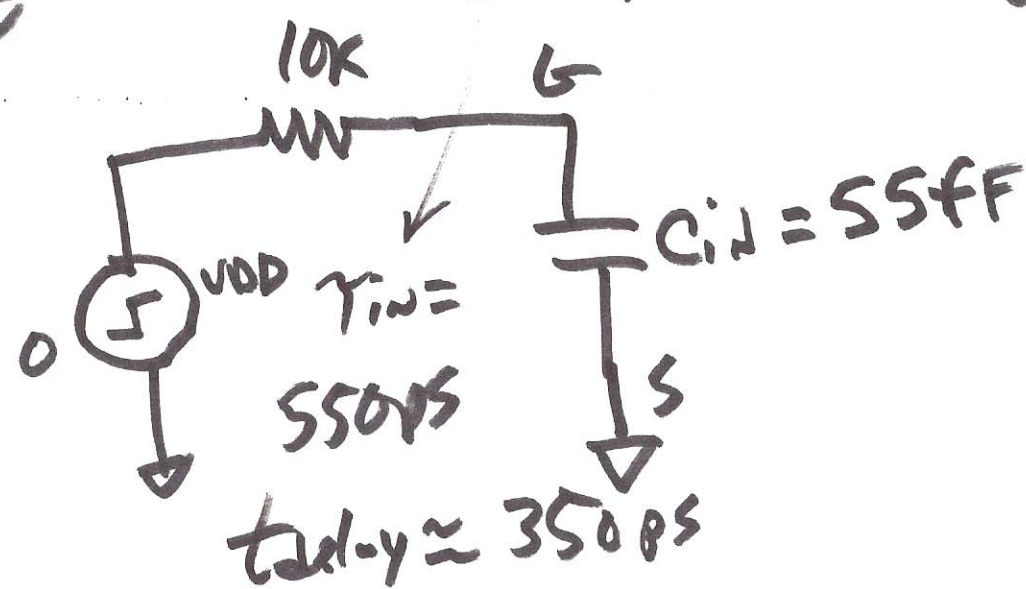 10K
G
Cin = 55fF
VDD
0
τin =
550ps
S
tdelay ≃ 350ps